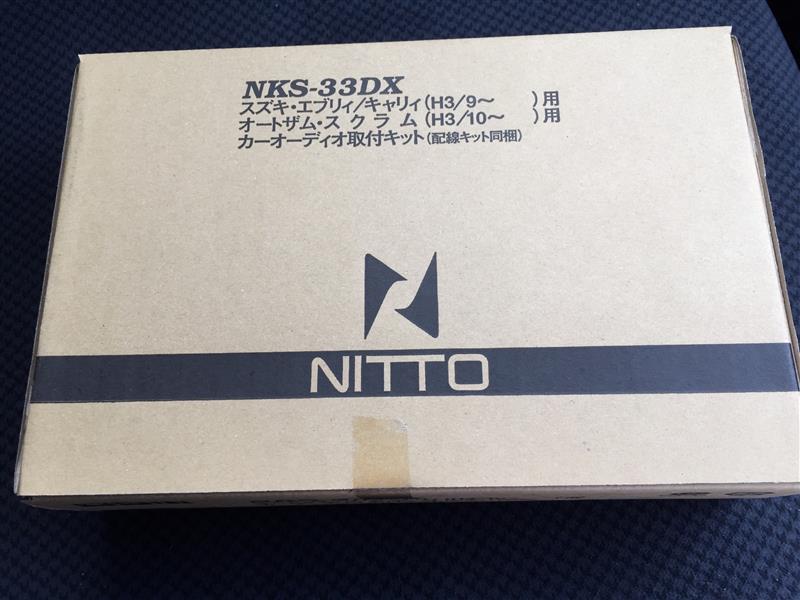 NKS-33DX
スズキ・エブリィ/キャリィ(H3/9～　　)用
オートザム・スクラム(H3/10～　　)用
カーオーディオ取付キット(配線キット同梱)
NITTO